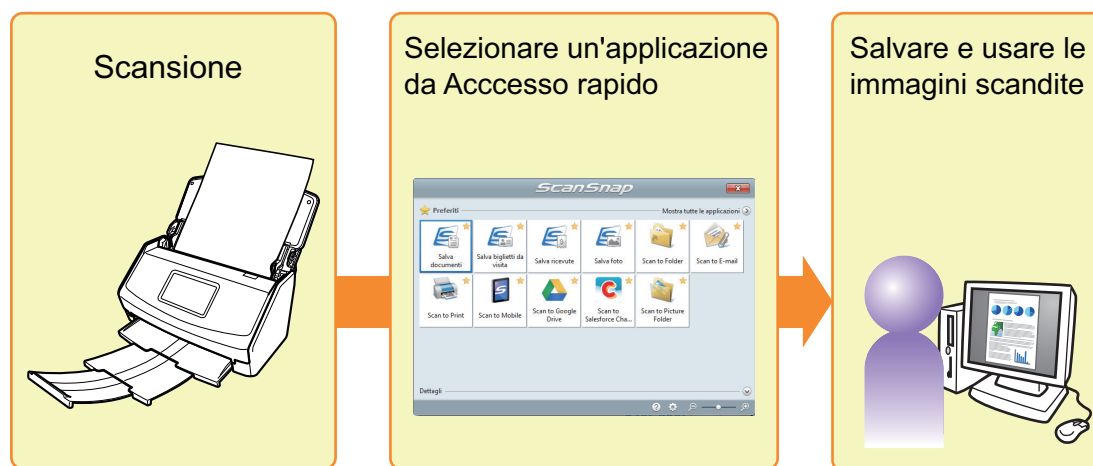 Scansione
Selezionare un'applicazione
da Acccesso rapido
ScanSnap
Preferiti
Mostra tutte le applicazioni
Salva
documenti
Salva biglietti da
visita
Salva ricevute
Salva foto
Scan to Folder
Scan to E-mail
Scan to Print
Scan to Mobile
Scan to Google
Drive
Scan to
Salesforce Cha...
Scan to Picture
Folder
Dettagli
Salvare e usare le
immagini scandite